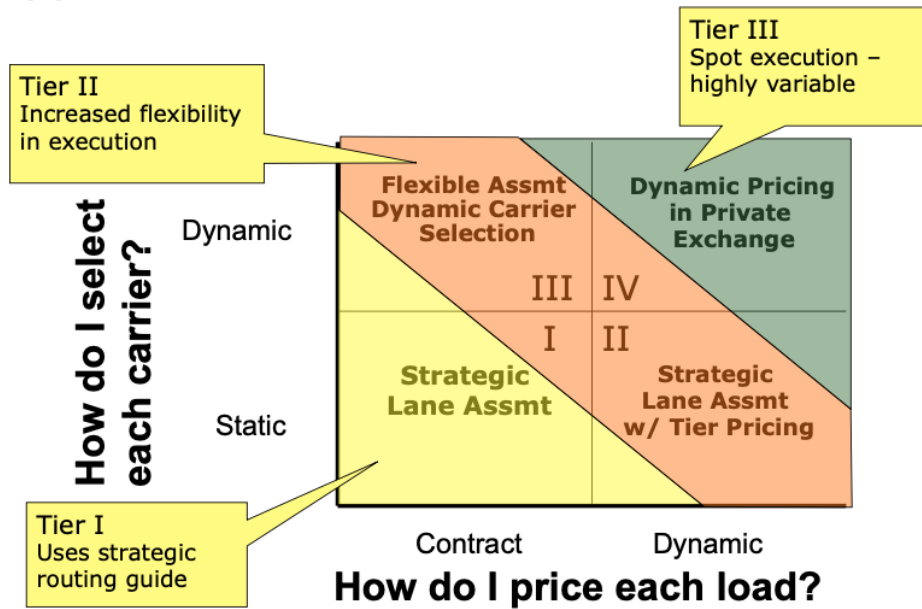 Tier III
Spot execution –
highly variable
Tier II
Increased flexibility
in execution
How do I select
each carrier?
Dynamic
Static
Flexible Assmt
Dynamic Carrier
Selection
Dynamic Pricing
in Private
Exchange
III
IV
I
II
Strategic
Lane Assmt
Strategic
Lane Assmt
w/ Tier Pricing
Tier I
Uses strategic
routing guide
Contract
Dynamic
How do I price each load?